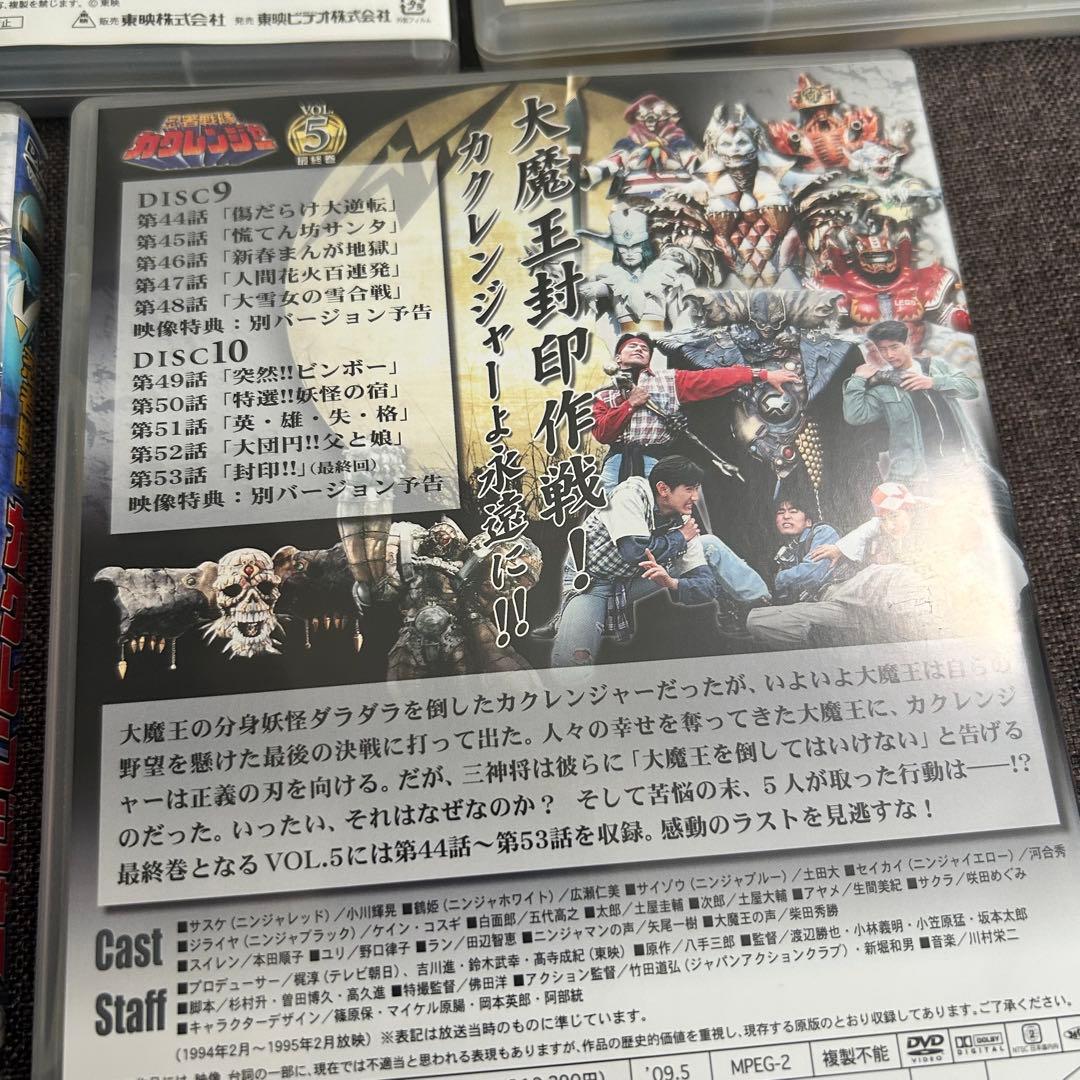 、複製を禁じます。 © 東映
販売 東映株式会社 発売 東映ビデオ株式会社
忍者戦隊
カクレンジャー
VOL.
5
最終巻
大魔王封印作戦！
カクレンジャーよ永遠に!!
DISC9
第44話 「傷だらけ大逆転」
第45話 「慌てん坊サンタ」
第46話 「新春まんが地獄」
第47話 「人間花火百連発」
第48話 「大雪女の雪合戦」
映像特典：別バージョン予告
DISC10
第49話 「突然!!ビンボー」
第50話 「特選!!妖怪の宿」
第51話 「英・雄・失・格」
第52話 「大団円!!父と娘」
第53話 「封印!!」(最終回)
映像特典：別バージョン予告
大魔王の分身妖怪ダラダラを倒したカクレンジャーだったが、いよいよ大魔王は自らの
野望を懸けた最後の決戦に打って出た。人々の幸せを奪ってきた大魔王に、カクレンジ
ャーは正義の刃を向ける。だが、三神将は彼らに「大魔王を倒してはいけない」と告げる
のだった。いったい、それはなぜなのか？ そして苦悩の末、5人が取った行動は――!?
最終巻となるVOL.5には第44話～第53話を収録。感動のラストを見逃すな！
Cast
■サスケ（ニンジャレッド）／小川輝晃 ■鶴姫（ニンジャホワイト）／広瀬仁美 ■サイゾウ（ニンジャブルー）／土田大 ■セイカイ（ニンジャイエロー）／河合秀
■ジライヤ（ニンジャブラック）／ケイン・コスギ ■白面郎／五代高之 ■太郎／土屋圭輔 ■次郎／土屋大輔 ■アヤメ／生間美紀 ■サクラ／咲田めぐみ
■スイレン／本田順子 ■ユリ／野口律子 ■ラン／田辺智恵 ■ニンジャマンの声／矢尾一樹 ■大魔王の声／柴田秀勝
Staff
■プロデューサー／梶淳（テレビ朝日）、吉川進・鈴木武幸・髙寺成紀（東映） ■原作／八手三郎 ■監督／渡辺勝也・小林義明・小笠原猛・坂本太郎
■脚本／杉村升・曽田博久・高久進 ■特撮監督／佛田洋 ■アクション監督／竹田道弘（ジャパンアクションクラブ）・新堀和男 ■音楽／川村栄二
■キャラクターデザイン／篠原保・マイケル原腸・岡本英郎・阿部統
（1994年2月～1995年2月放映） ※表記は放送当時のものに準じています。
台詞の一部に、現在では不適当と思われる表現もありますが、作品の歴史的価値を重視し、現存する原版のとおり収録してあります。ご了承ください。
'09.5
MPEG-2
複製不能
DVD
VIDEO
DOLBY
DIGITAL
2
NTSC 日本国内向